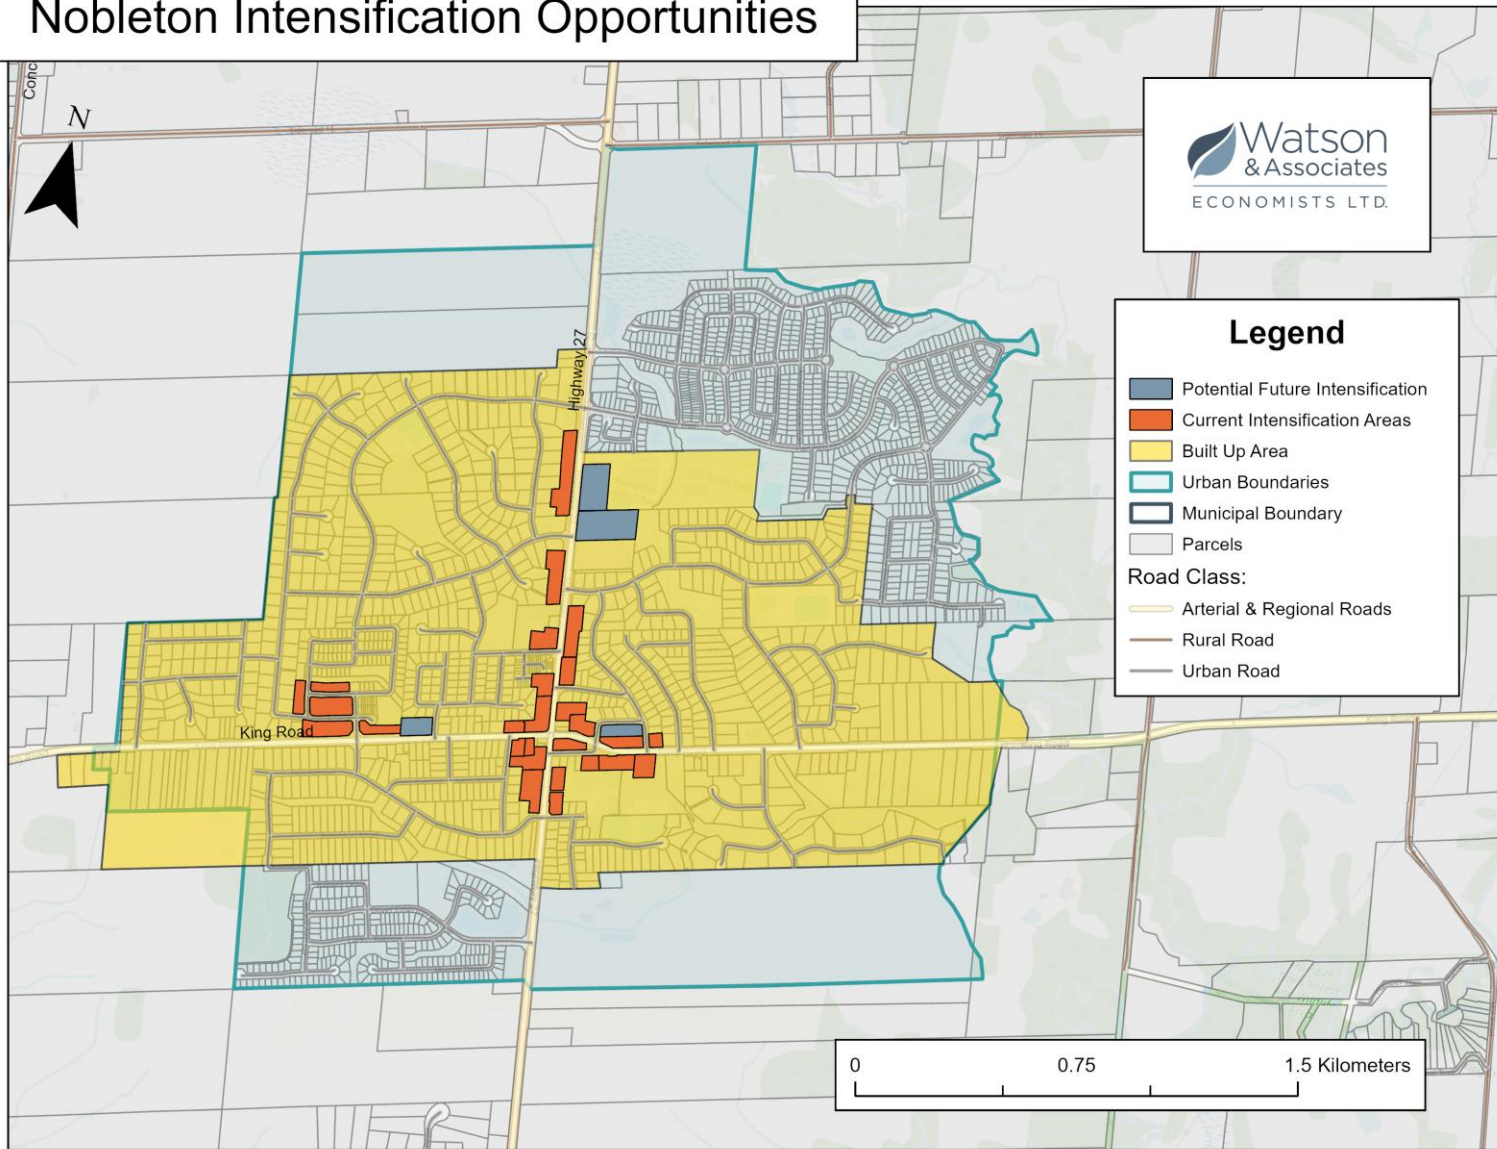 Nobleton Intensification Opportunities
Conc
N
Watson
& Associates
ECONOMISTS LTD.
Highway 27
Legend
Potential Future Intensification
Current Intensification Areas
Built Up Area
Urban Boundaries
Municipal Boundary
Parcels
Road Class:
Arterial & Regional Roads
Rural Road
Urban Road
King Road
0 0.75 1.5 Kilometers